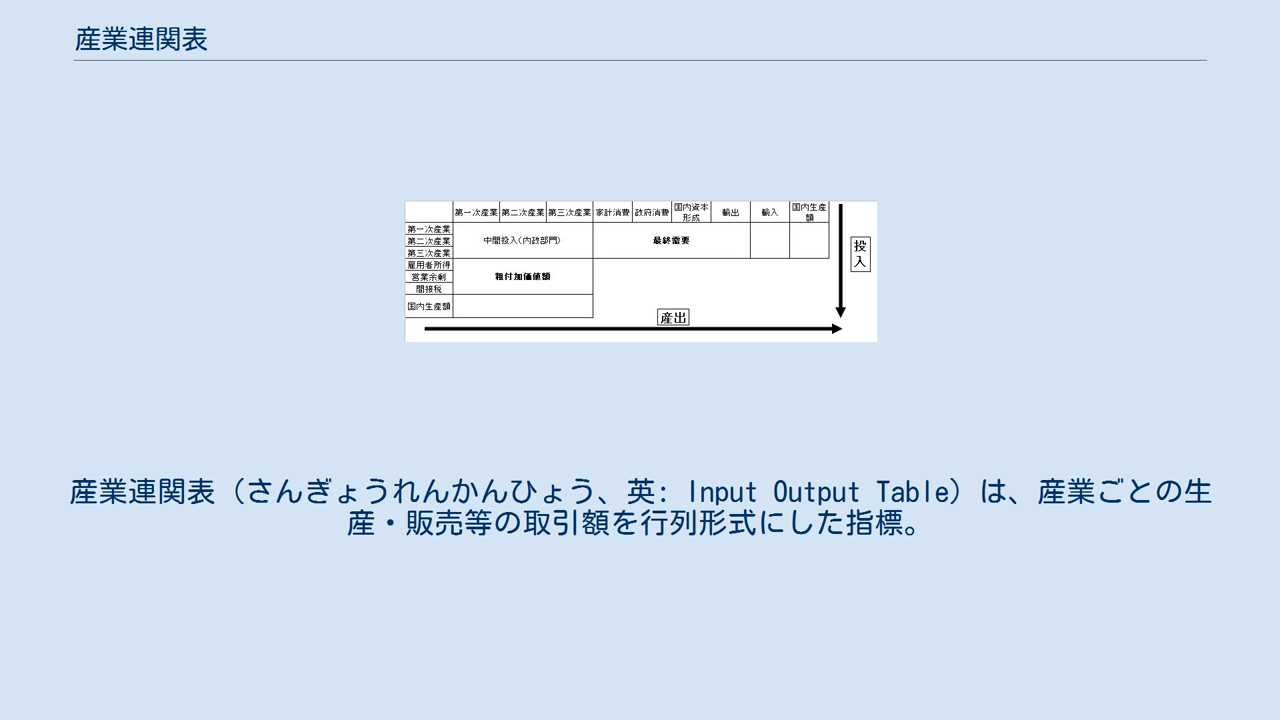 産業連関表
第一次産業 第二次産業 第三次産業 家計消費 政府消費 国内資本形成 輸出 輸入 国内生産額
第一次産業
第二次産業
第三次産業
中間投入(内政部門)
最終需要
雇用者所得
営業余剰
間接税
粗付加価値額
国内生産額
投入
産出
産業連関表（さんぎょうれんかんひょう、英: Input Output Table）は、産業ごとの生
産・販売等の取引額を行列形式にした指標。